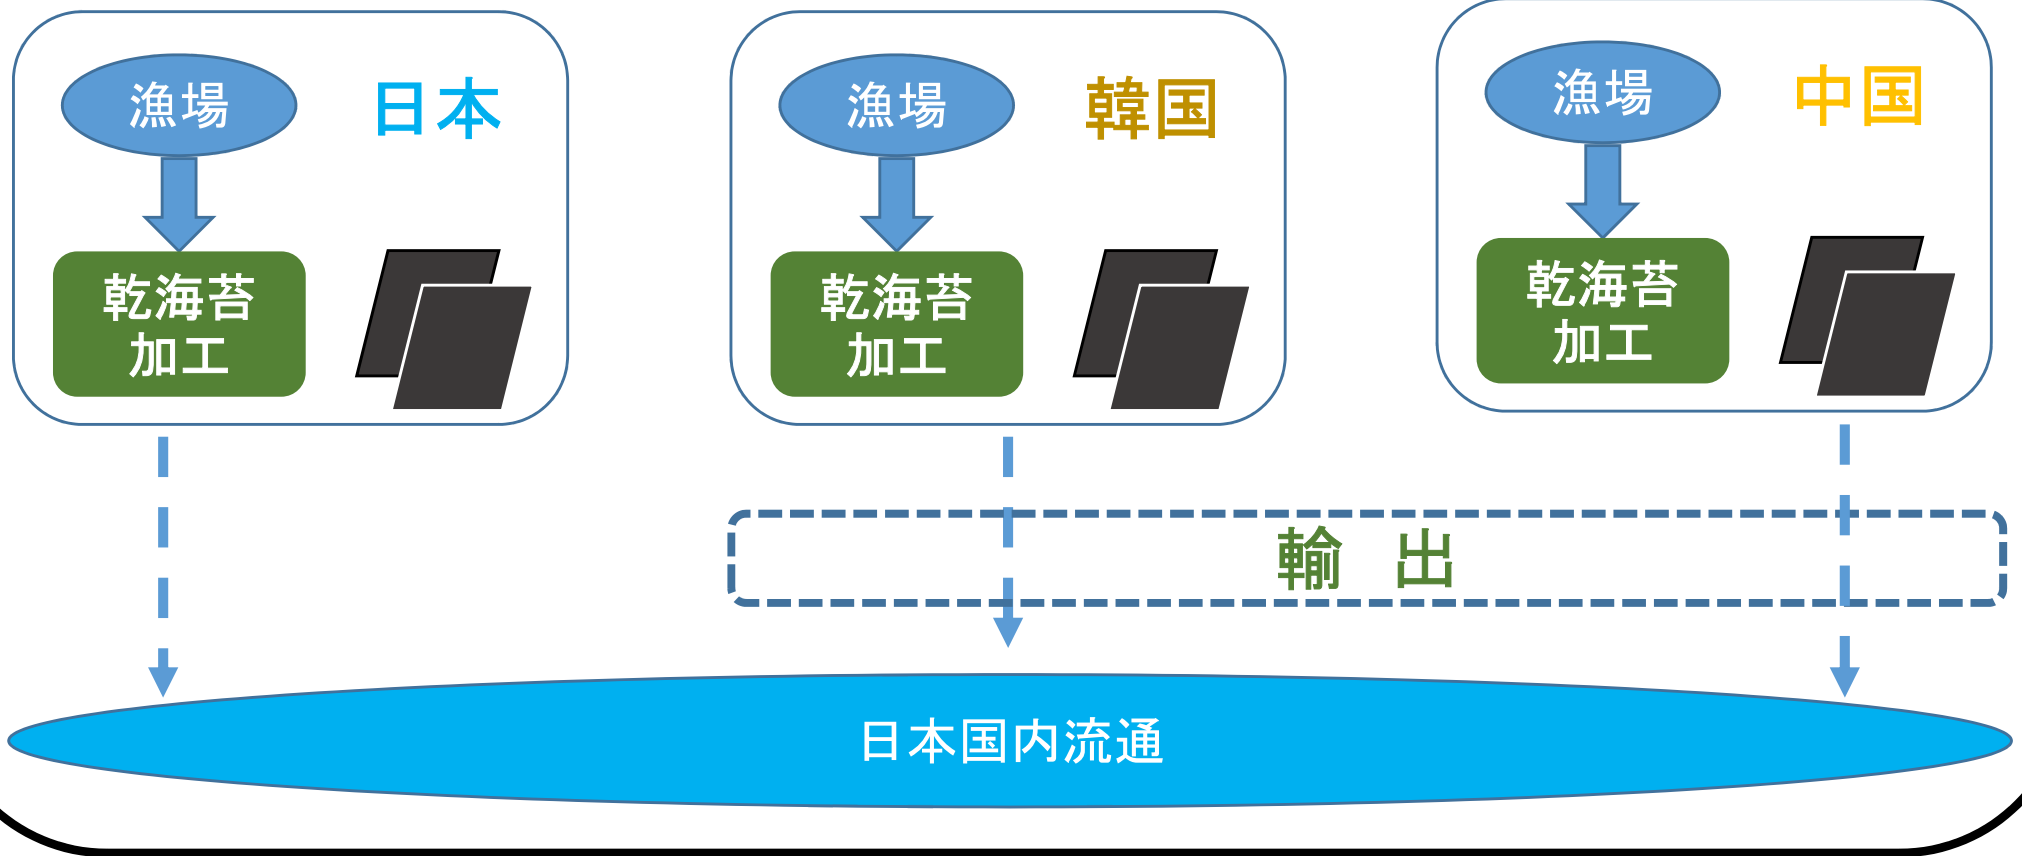 漁場
日本
乾海苔
加工
漁場
韓国
乾海苔
加工
漁場
中国
乾海苔
加工
輸 出
日本国内流通